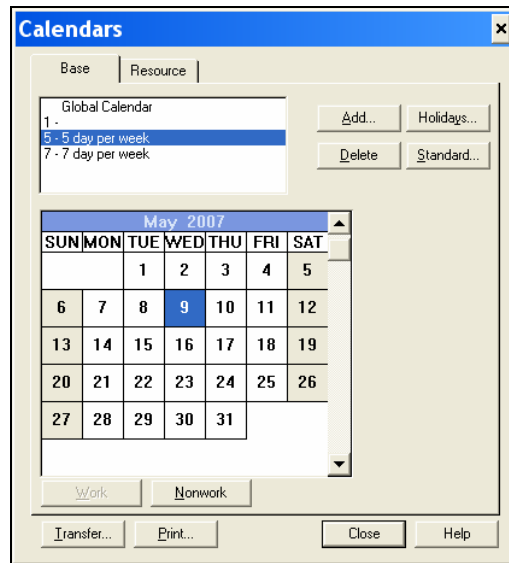 Calendars
Base Resource
Global Calendar
1 -
5 - 5 day per week
7 - 7 day per week
Add... Holidays...
Delete Standard...
May 2007
SUN MON TUE WED THU FRI SAT
1 2 3 4 5
6 7 8 9 10 11 12
13 14 15 16 17 18 19
20 21 22 23 24 25 26
27 28 29 30 31
Work Nonwork
Transfer... Print... Close Help